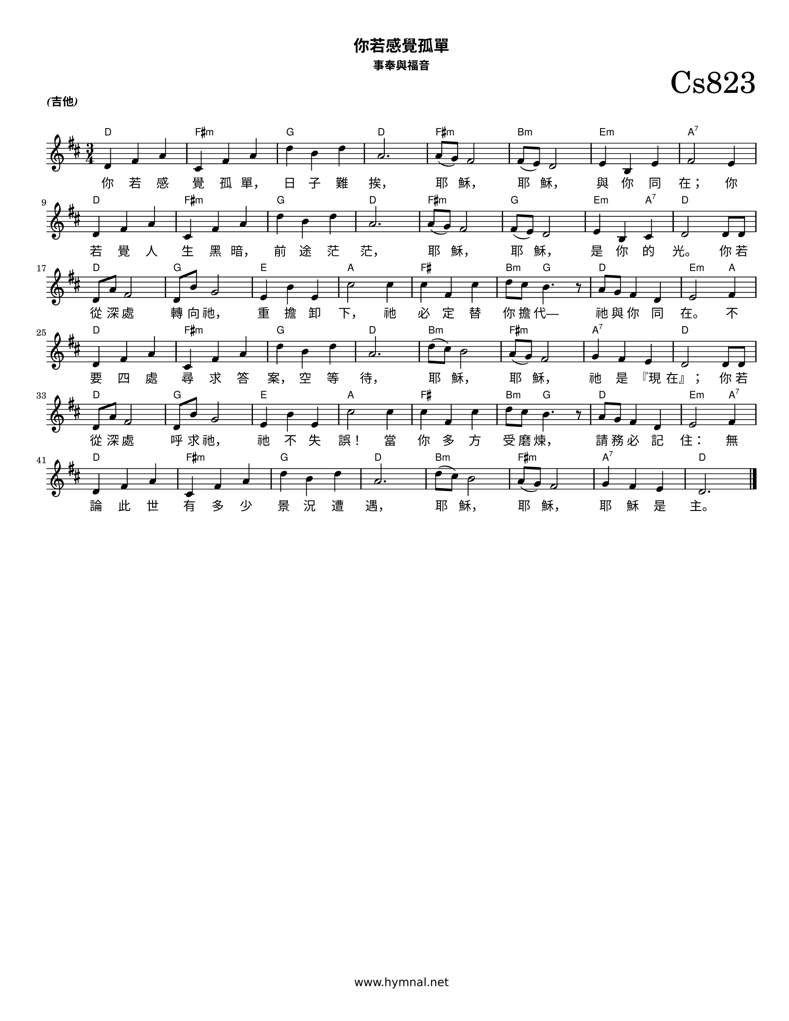 你若感覺孤單
事奉與福音
Cs823
(吉他)
D F♯m G D F♯m Bm Em A7
3 4
你 若 感 覺 孤 單， 日 子 難 挨， 耶 穌， 耶 穌， 與 你 同 在； 你
9 D F♯m G D F♯m G Em A7 D
若 覺 人 生 黑 暗， 前 途 茫 茫， 耶 穌， 耶 穌， 是 你 的 光。 你 若
17 D G E A F♯ Bm G D Em A
從 深 處 轉 向 祂， 重 擔 卸 下， 祂 必 定 替 你 擔 代— 祂 與 你 同 在。 不
25 D F♯m G D Bm F♯m A7 D
要 四 處 尋 求 答 案， 空 等 待， 耶 穌， 耶 穌， 祂 是 『現 在』； 你 若
33 D G E A F♯ Bm G D Em A7
從 深 處 呼 求 祂， 祂 不 失 誤！ 當 你 多 方 受 磨 煉， 請 務 必 記 住： 無
41 D F♯m G D Bm F♯m A7 D
論 此 世 有 多 少 景 況 遭 遇， 耶 穌， 耶 穌， 耶 穌 是 主。
www.hymnal.net